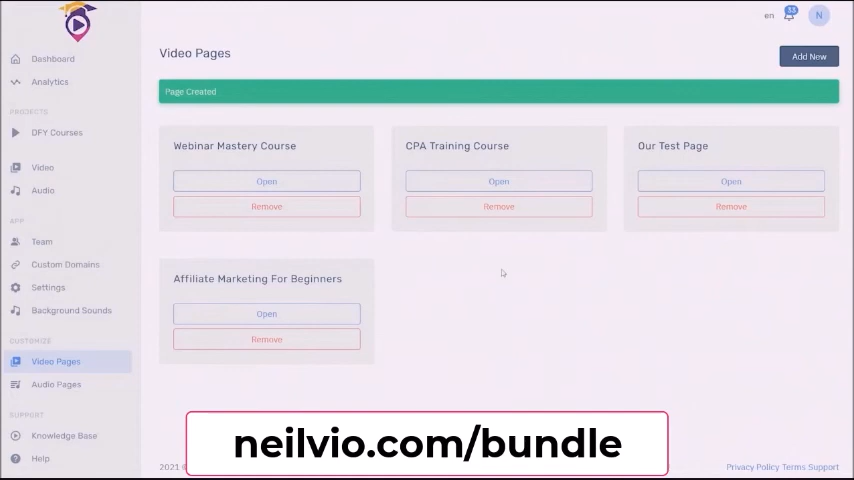 en
33
N
Dashboard
Analytics
PROJECTS
DFY Courses
Video
Audio
APP
Team
Custom Domains
Settings
Background Sounds
CUSTOMIZE
Video Pages
Audio Pages
SUPPORT
Knowledge Base
Help
Video Pages
Add New
Page Created
Webinar Mastery Course
Open
Remove
CPA Training Course
Open
Remove
Our Test Page
Open
Remove
Affiliate Marketing For Beginners
Open
Remove
neilvio.com/bundle
2021 ©
Privacy Policy Terms Support